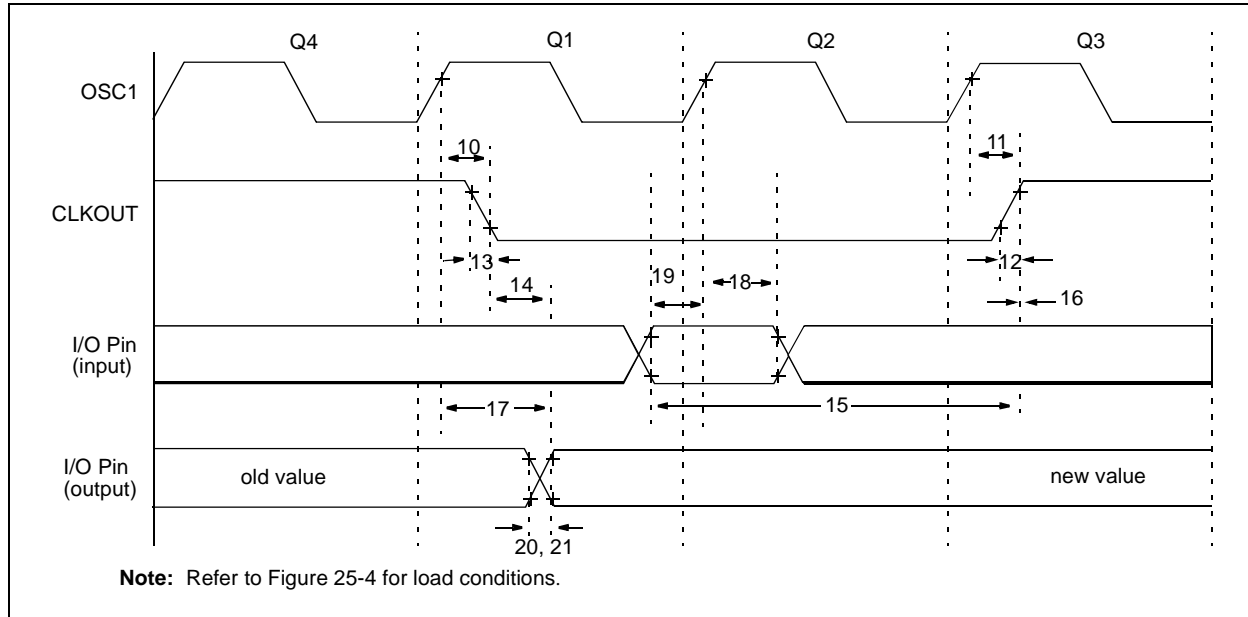 Q4 Q1 Q2 Q3
OSC1
10 11
CLKOUT
13 12
14 19 18 16
I/O Pin
(input)
17 15
I/O Pin
(output)
old value new value
20, 21
Note: Refer to Figure 25-4 for load conditions.